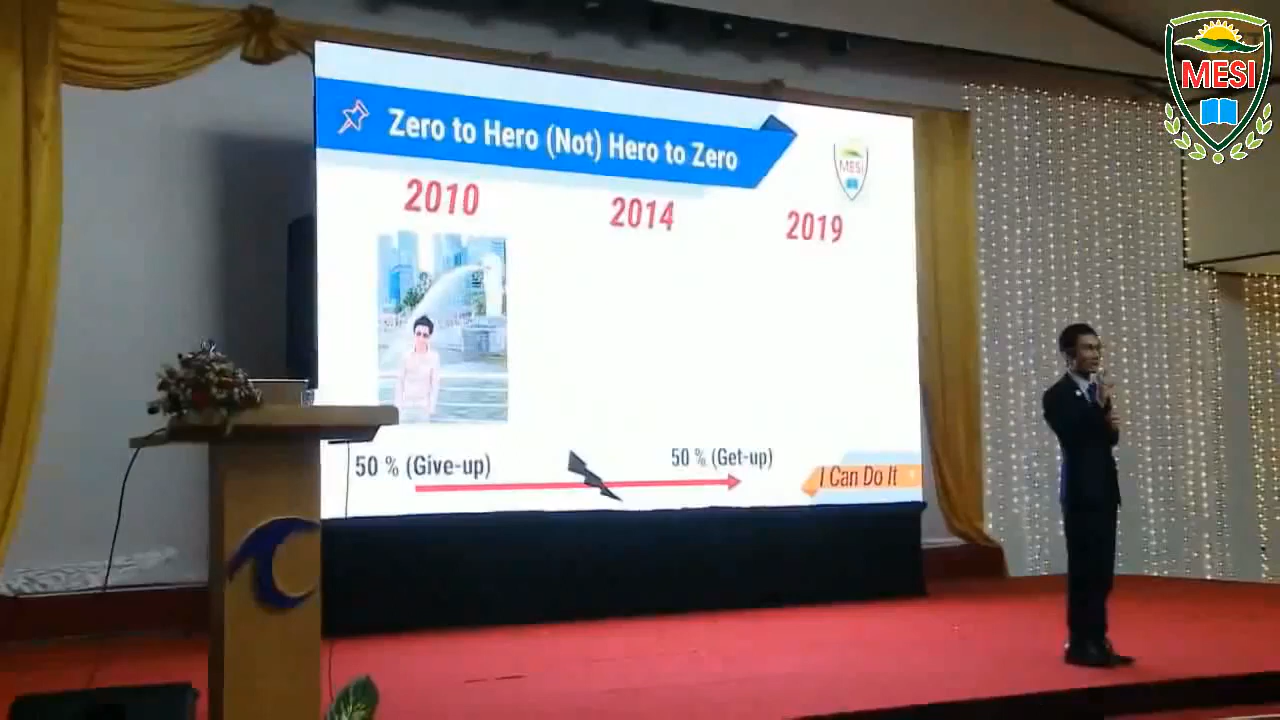 MESI
Zero to Hero (Not) Hero to Zero
MESI
2010
2014
2019
50 % (Give-up)
50 % (Get-up)
I Can Do It